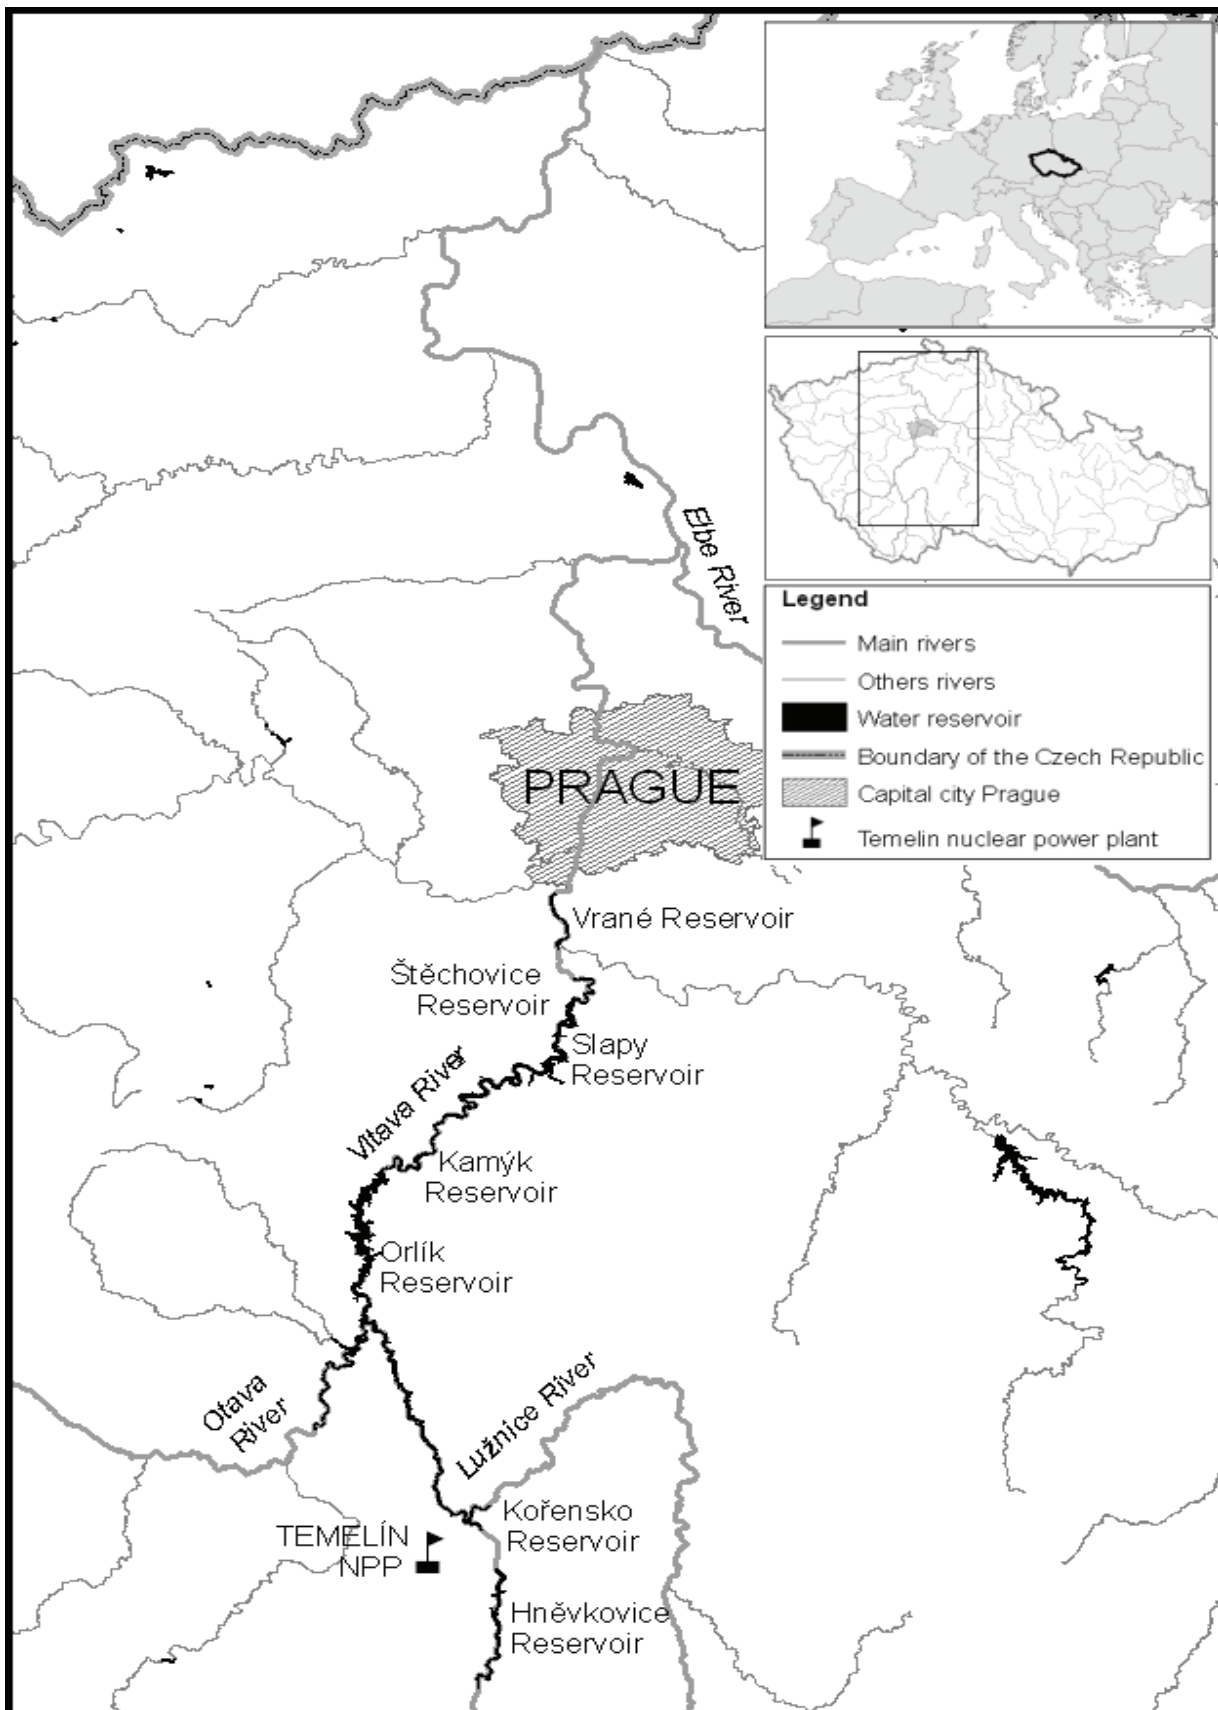 Elbe River
Legend
Main rivers
Others rivers
Water reservoir
Boundary of the Czech Republic
Capital city Prague
Temelin nuclear power plant
PRAGUE
Vrané Reservoir
Štěchovice
Reservoir
Slapy
Reservoir
Vltava River
Kamýk
Reservoir
Orlík
Reservoir
Otava
River
Lužnice River
Kořensko
Reservoir
TEMELÍN
NPP
Hněvkovice
Reservoir